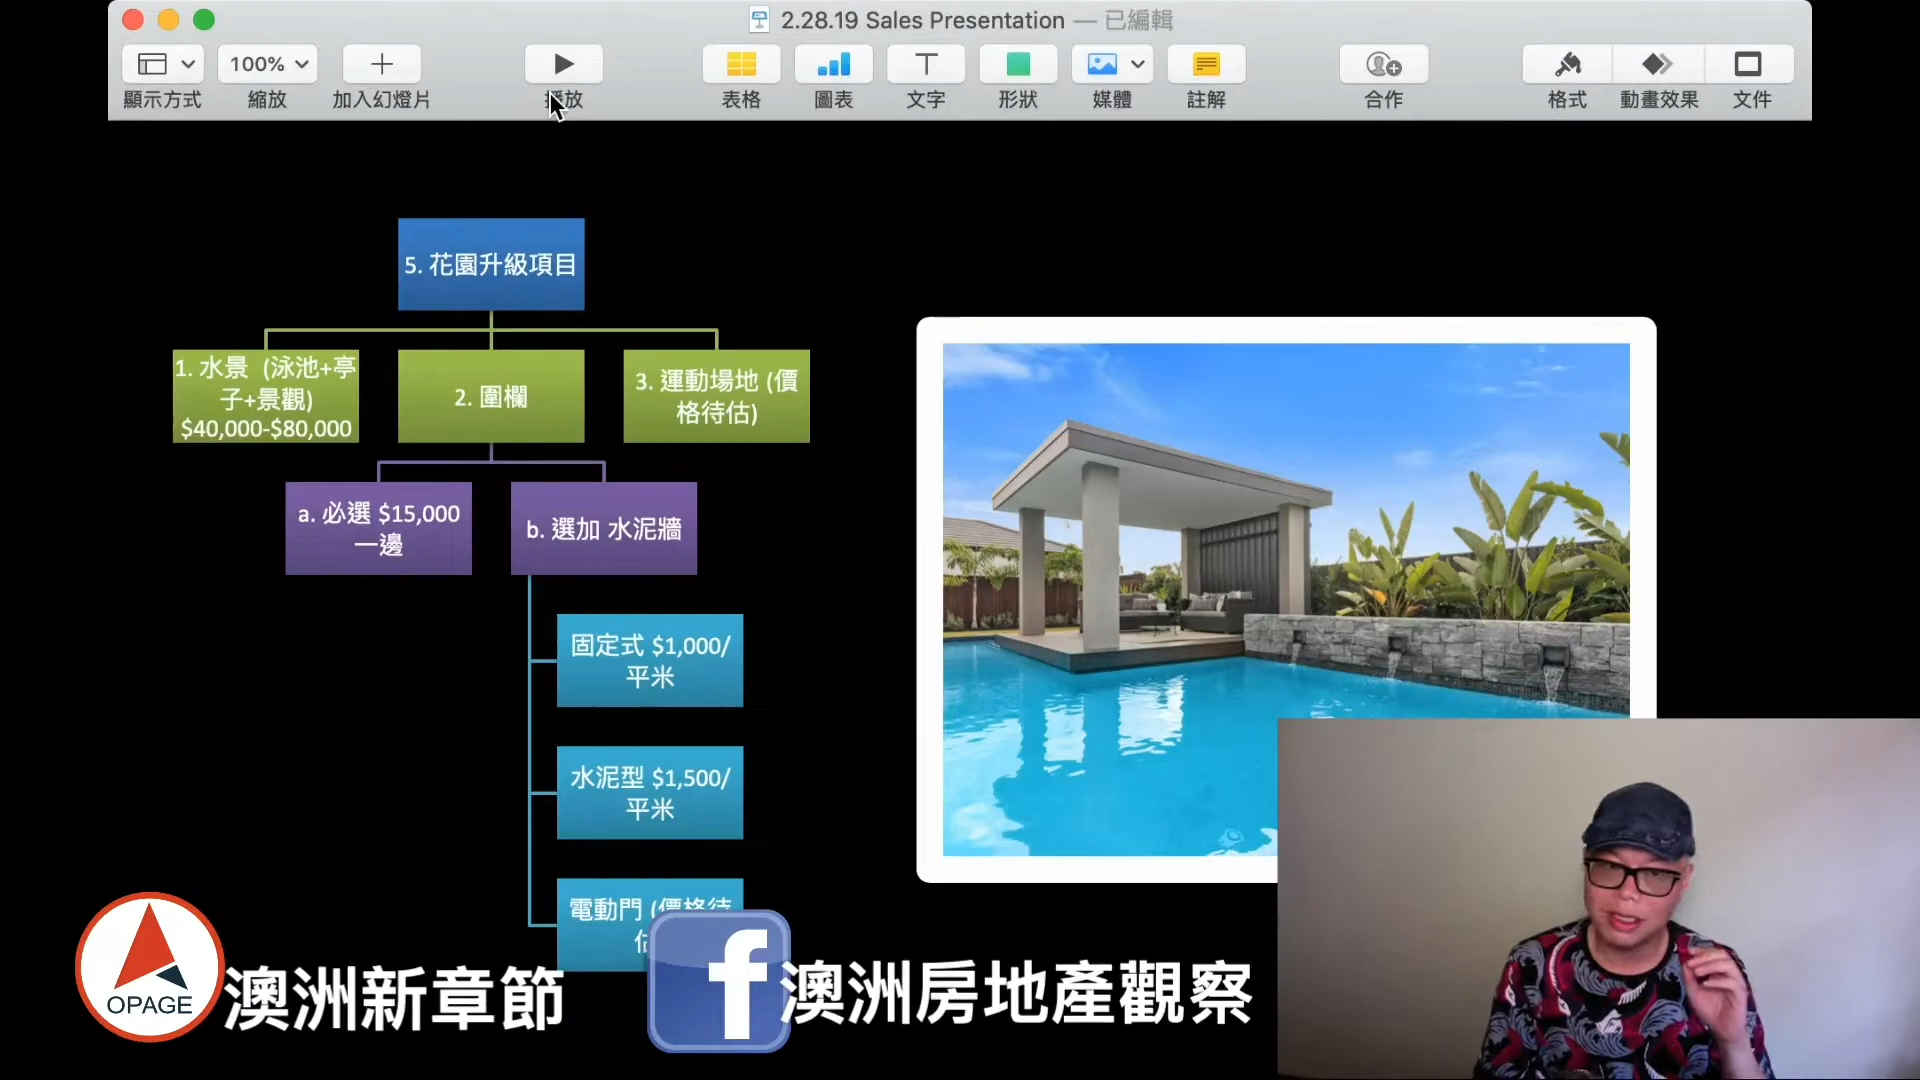 2.28.19 Sales Presentation — 已編輯
100%
顯示方式 縮放 加入幻燈片 播放 表格 圖表 文字 形狀 媒體 註解 合作 格式 動畫效果 文件
5. 花園升級項目
1. 水景 (泳池+亭
子+景觀)
$40,000-$80,000
2. 圍欄
3. 運動場地 (價
格待估)
a. 必選 $15,000
一邊
b. 選加 水泥牆
固定式 $1,000/
平米
水泥型 $1,500/
平米
電動門 (價格待
估
OPAGE
澳洲新章節
f
澳洲房地產觀察